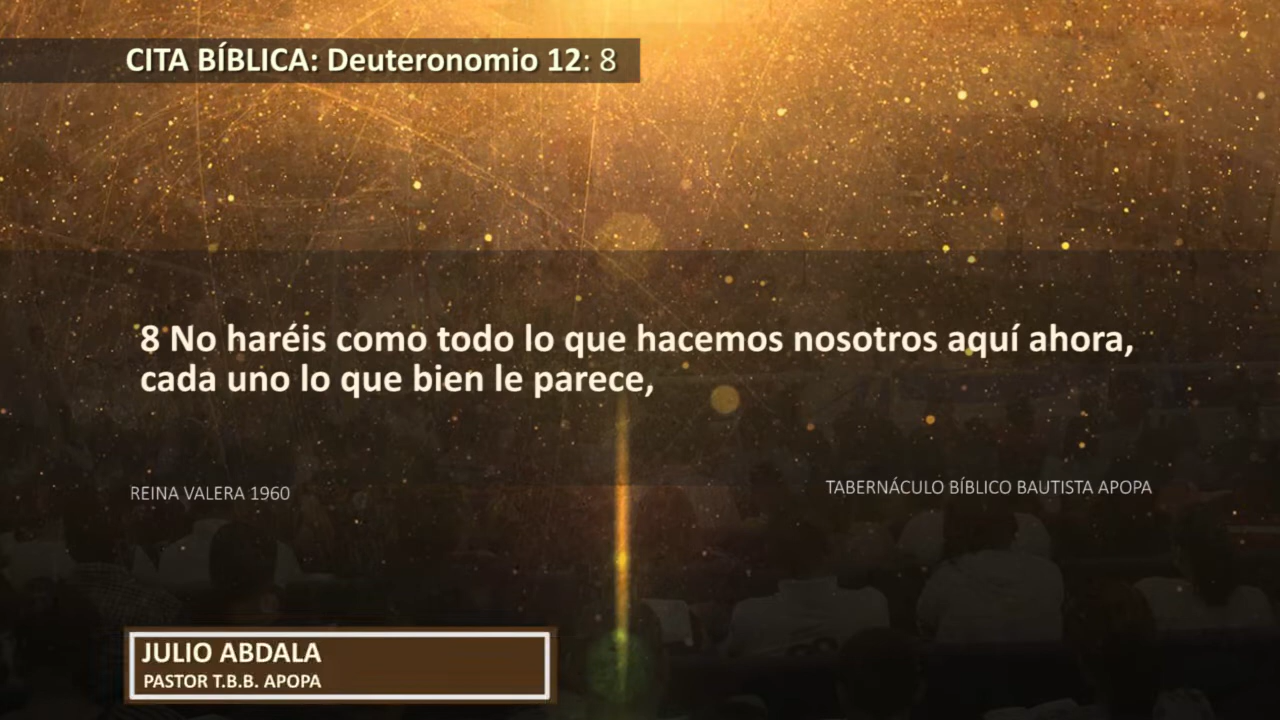 CITA BÍBLICA: Deuteronomio 12: 8
8 No haréis como todo lo que hacemos nosotros aquí ahora,
cada uno lo que bien le parece,
REINA VALERA 1960
TABERNÁCULO BÍBLICO BAUTISTA APOPA
JULIO ABDALA
PASTOR T.B.B. APOPA